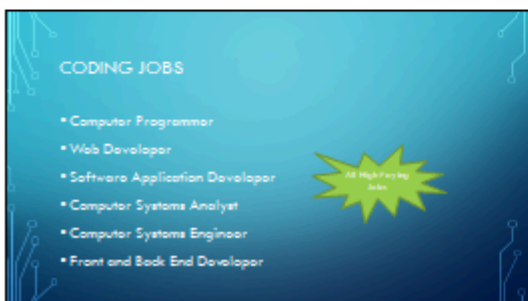 CODING JOBS
▪ Computer Programmer
▪ Web Developer
▪ Software Application Developer
▪ Computer Systems Analyst
▪ Computer Systems Engineer
▪ Front and Back End Developer
All High Paying
Jobs